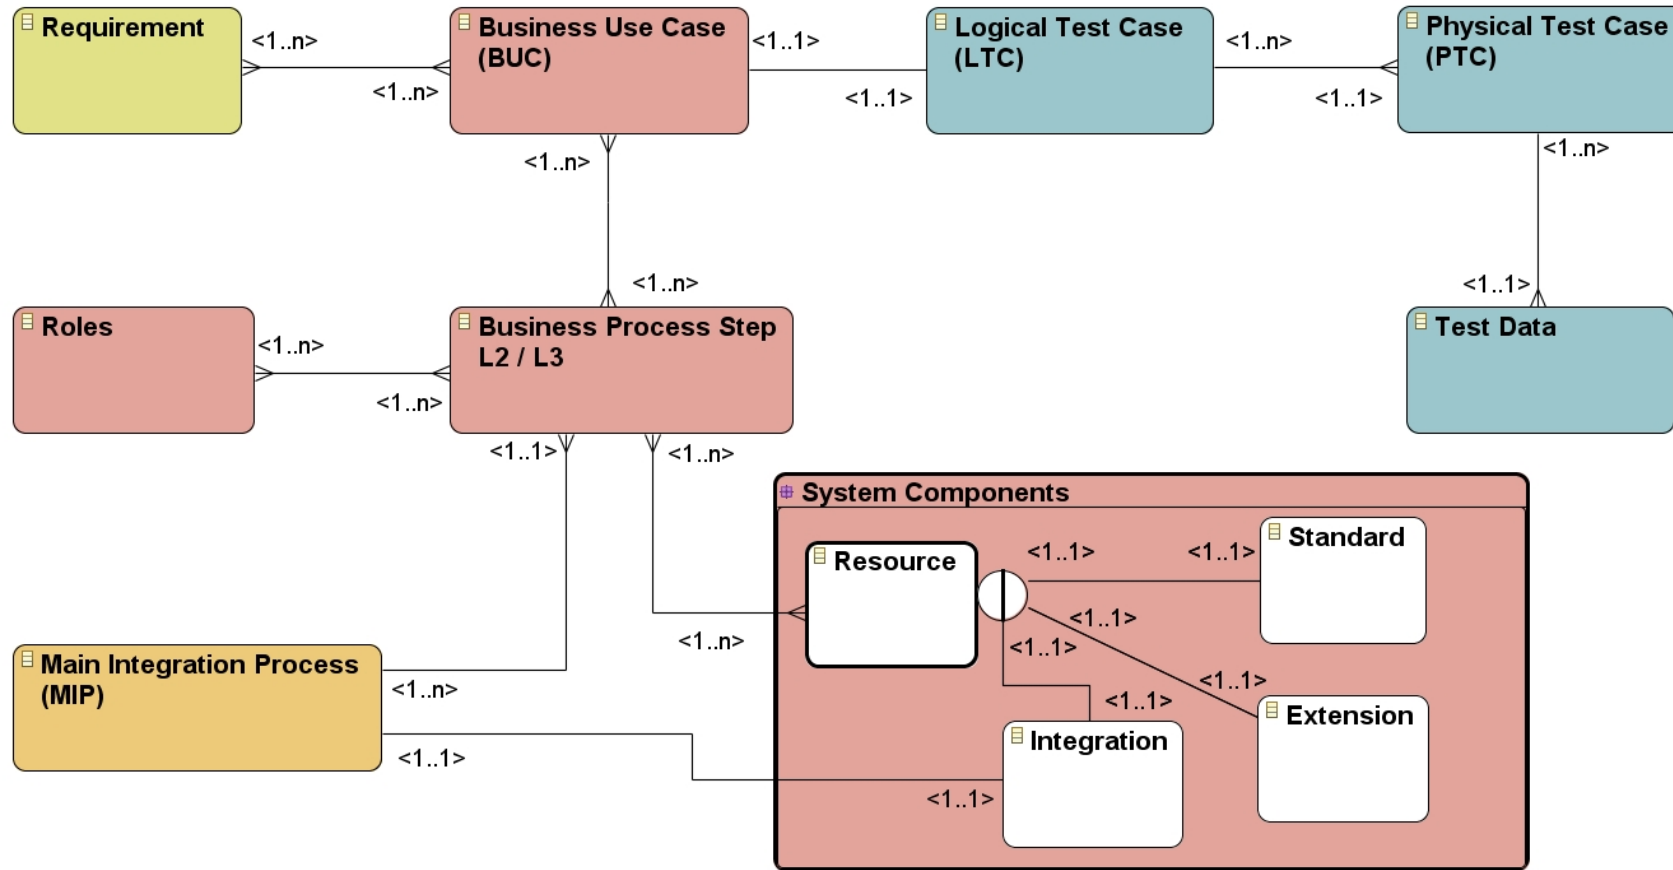 Requirement
<1..n>
<1..n>
Business Use Case
(BUC)
<1..1>
<1..1>
Logical Test Case
(LTC)
<1..n>
<1..1>
Physical Test Case
(PTC)
<1..n>
<1..n>
<1..n>
<1..1>
Roles
<1..n>
<1..n>
Business Process Step
L2 / L3
Test Data
<1..1>
<1..n>
System Components
Resource
<1..1>
<1..1>
Standard
<1..1>
<1..1>
<1..n>
Main Integration Process
(MIP)
<1..n>
<1..1>
<1..1>
Extension
Integration
<1..1>
<1..1>